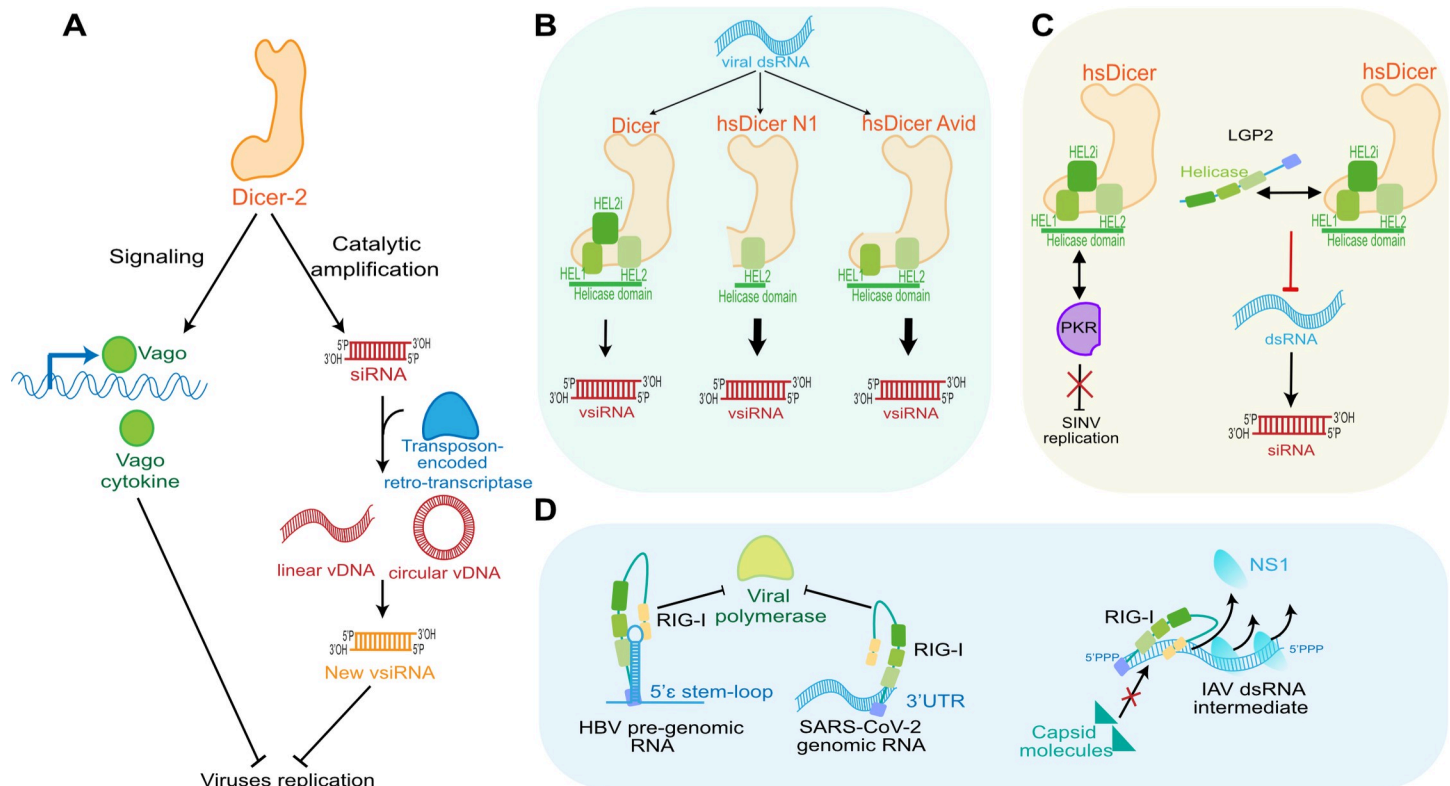 A
Dicer-2
Signaling
Catalytic
amplification
Vago
5'P
3'OH
3'OH
5'P
siRNA
Vago
cytokine
Transposon-
encoded
retro-transcriptase
linear vDNA
circular vDNA
5'P
3'OH
3'OH
5'P
New vsiRNA
Viruses replication
B
viral dsRNA
Dicer
hsDicer N1
hsDicer Avid
HEL2i
HEL1
HEL2
Helicase domain
HEL2
Helicase domain
HEL1
HEL2
Helicase domain
5'P
3'OH
3'OH
5'P
vsiRNA
5'P
3'OH
3'OH
5'P
vsiRNA
5'P
3'OH
3'OH
5'P
vsiRNA
C
hsDicer
HEL2i
HEL1
HEL2
Helicase domain
PKR
SINV
replication
LGP2
Helicase
hsDicer
HEL2i
HEL1
HEL2
Helicase domain
dsRNA
5'P
3'OH
3'OH
5'P
siRNA
D
Viral
polymerase
RIG-I
5'ε stem-loop
HBV pre-genomic
RNA
RIG-I
3'UTR
SARS-CoV-2
genomic RNA
NS1
RIG-I
5'PPP
5'PPP
IAV dsRNA
intermediate
Capsid
molecules